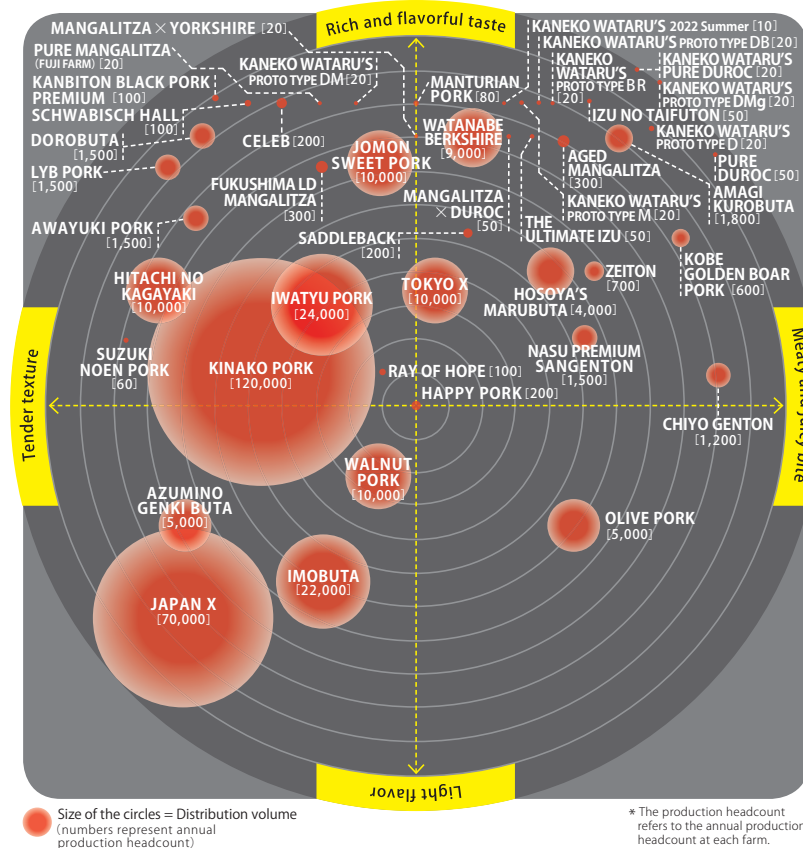 MANGALITZA × YORKSHIRE [20]
Rich and flavorful taste
KANEKO WATARU'S 2022 Summer [10]
PURE MANGALITZA
(FUJI FARM) [20]
KANEKO WATARU'S
PROTO TYPE DM [20]
KANEKO WATARU'S PROTO TYPE DB [20]
KANEKO
WATARU'S
PROTO TYPE B R
[20]
KANEKO WATARU'S
PURE DUROC [20]
KANBITON BLACK PORK
PREMIUM [100]
MANTURIAN
PORK [80]
KANEKO WATARU'S
PROTO TYPE DMg [20]
SCHWABISCH HALL
[100]
IZU NO TAIFUTON [50]
DOROBUTA
[1,500]
CELEB [200]
JOMON
SWEET PORK
[10,000]
WATANABE
BERKSHIRE
[9,000]
KANEKO WATARU'S
PROTO TYPE D [20]
LYB PORK
[1,500]
AGED
MANGALITZA
[300]
PURE
DUROC [50]
FUKUSHIMA LD
MANGALITZA
[300]
MANGALITZA
× DUROC
[50]
KANEKO WATARU'S
PROTO TYPE M [20]
AMAGI
KUROBUTA
[1,800]
AWAYUKI PORK
[1,500]
SADDLEBACK
[200]
THE
ULTIMATE IZU [50]
HITACHI NO
KAGAYAKI
[10,000]
IWATYU PORK
[24,000]
TOKYO X
[10,000]
HOSOYA'S
MARUBUTA [4,000]
ZEITON
[700]
KOBE
GOLDEN BOAR
PORK [600]
Tender texture
SUZUKI
NOEN PORK
[60]
KINAKO PORK
[120,000]
RAY OF HOPE [100]
NASU PREMIUM
SANGENTON
[1,500]
HAPPY PORK [200]
CHIYO GENTON
[1,200]
Meaty bite
WALNUT
PORK
[10,000]
AZUMINO
GENKI BUTA
[5,000]
OLIVE PORK
[5,000]
IMOBUTA
[22,000]
JAPAN X
[70,000]
Light flavor
Size of the circles = Distribution volume
(numbers represent annual
production headcount)
* The production headcount
refers to the annual production
headcount at each farm.